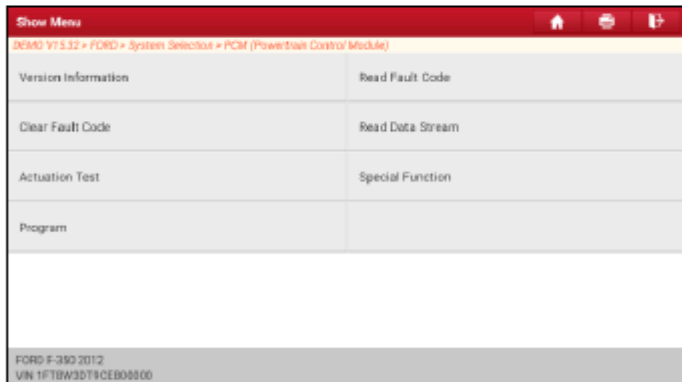 Show Menu
DEMO V15.32 > FORD > System Selection > PCM (Powertrain Control Module)
Version Information
Read Fault Code
Clear Fault Code
Read Data Stream
Actuation Test
Special Function
Program
FORD F-350 2012
VIN 1FT8W3DT9CEB00000